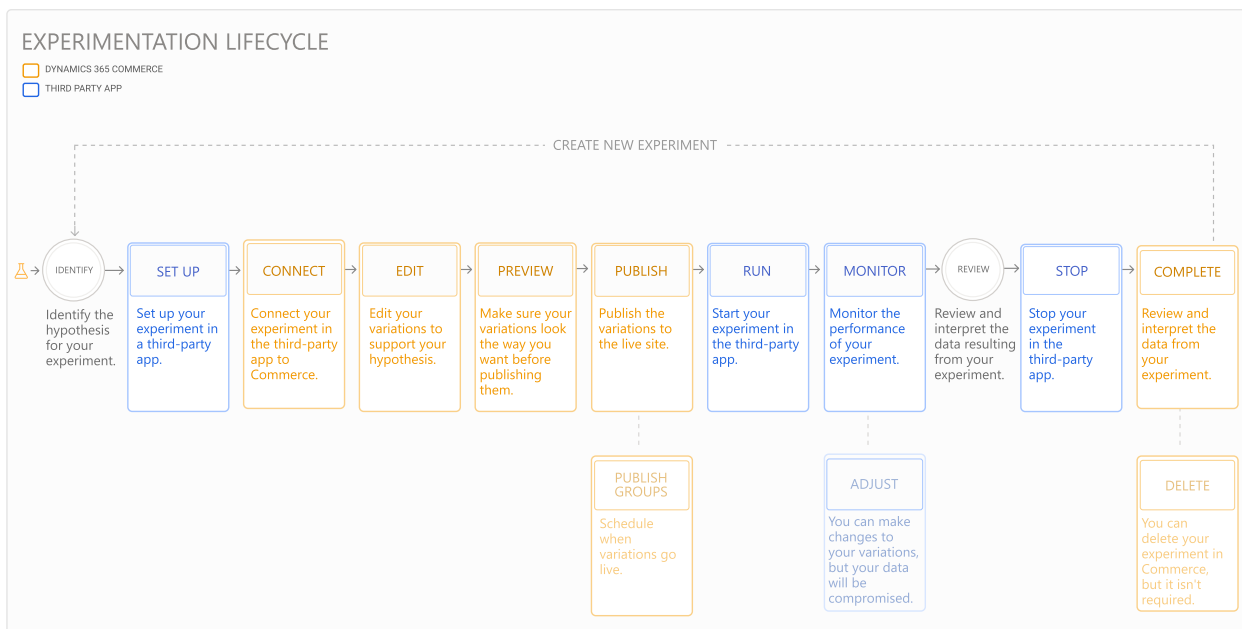 EXPERIMENTATION LIFECYCLE
DYNAMICS 365 COMMERCE
THIRD PARTY APP
CREATE NEW EXPERIMENT
IDENTIFY
Identify the
hypothesis
for your
experiment.
SET UP
Set up your
experiment in
a third-party
app.
CONNECT
Connect your
experiment in
the third-party
app to
Commerce.
EDIT
Edit your
variations to
support your
hypothesis.
PREVIEW
Make sure your
variations look
the way you
want before
publishing
them.
PUBLISH
Publish the
variations to
the live site.
RUN
Start your
experiment in
the third-party
app.
MONITOR
Monitor the
performance
of your
experiment.
REVIEW
Review and
interpret the
data resulting
from your
experiment.
STOP
Stop your
experiment
in the
third-party
app.
COMPLETE
Review and
interpret the
data from
your
experiment.
PUBLISH
GROUPS
Schedule
when
variations go
live.
ADJUST
You can make
changes to
your variations,
but your data
will be
compromised.
DELETE
You can
delete your
experiment in
Commerce,
but it isn't
required.